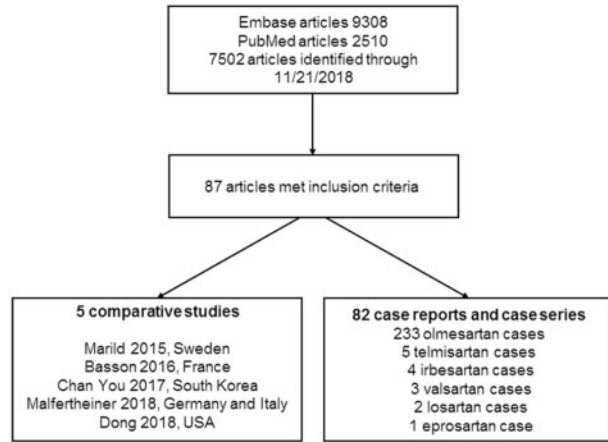 Embase articles 9308
PubMed articles 2510
7502 articles identified through
11/21/2018
87 articles met inclusion criteria
5 comparative studies
Marild 2015, Sweden
Basson 2016, France
Chan You 2017, South Korea
Malfertheiner 2018, Germany and Italy
Dong 2018, USA
82 case reports and case series
233 olmesartan cases
5 telmisartan cases
4 irbesartan cases
3 valsartan cases
2 losartan cases
1 eprosartan case